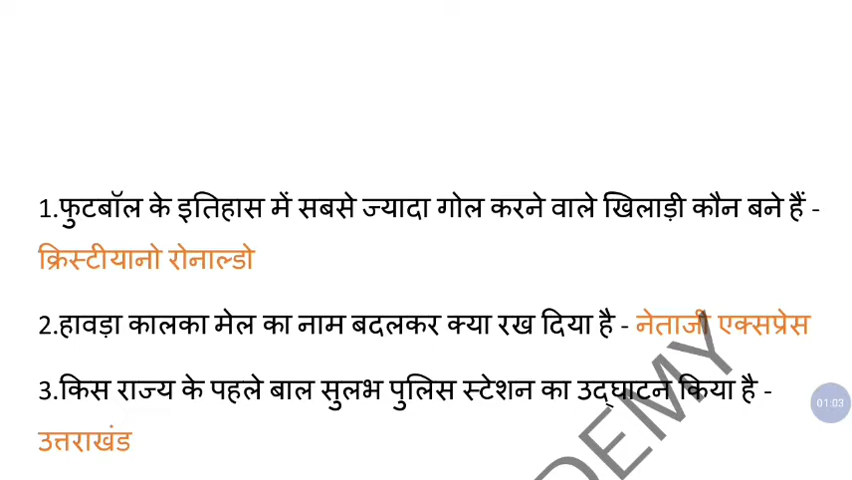 1.फुटबॉल के इतिहास में सबसे ज्यादा गोल करने वाले खिलाड़ी कौन बने हैं -
क्रिस्टीयानो रोनाल्डो
2.हावड़ा कालका मेल का नाम बदलकर क्या रख दिया है - नेताजी एक्सप्रेस
3.किस राज्य के पहले बाल सुलभ पुलिस स्टेशन का उद्घाटन किया है -
01:03
उत्तराखंड
DEMY